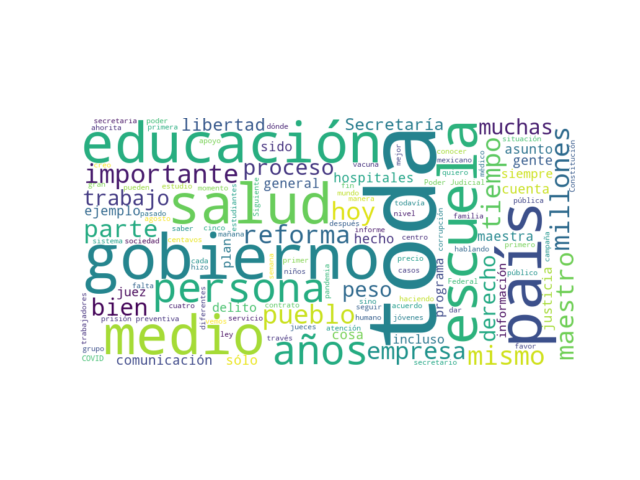 secretaria
poder
ahorita
primera
libertad
Secretaría
dónde
muchas
situación
apoyo
educación
sido
mejor
conocer
asunto
mexicano
gente
vacuna
importante
proceso
hospitales
Poder Judicial
quiero
siempre
gran
pueden
estudio
momento
general
fin
mundo
manera
cuenta
pública
trabajo
salud
Siguiente
estudiantes
toda
escuela
tiempo
médico
millones
Constitución
ejemplo
pasado
agosto
hoy
todavía
nivel
familia
parte
saber
cinco
después
informe
reforma
hecho
centro
corrupción
maestra
primero
sistema
sociedad
centavos
plan
cada
hizo
gobierno
primer
niños
precio
casos
país
público
campaña
derecho
información
justicia
maestro
persona
tiene
pandemia
peso
programa
Federal
falta
juez
cuatro
diferentes
delito
contrato
sino
haciendo
dar
bien
pueblo
seguir
acuerdo
humano
jóvenes
trabajadores
prisión preventiva
servicio
medio
ley
jueces
atención
cosa
incluso
hablando
través
años
empresa
mismo
favor
grupo
COVID
comunicación
sólo
mañana
secretario